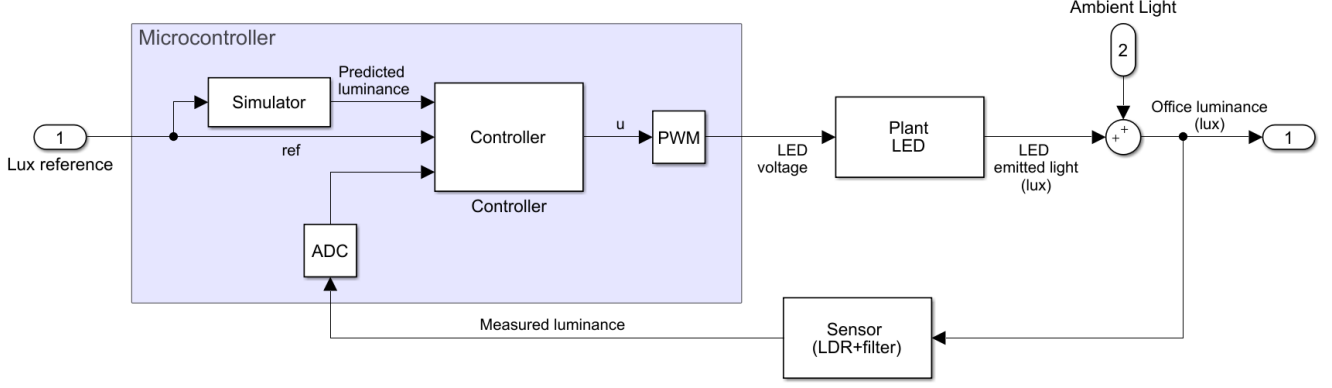 Ambient Light
2
Microcontroller
Predicted
luminance
Simulator
1
Lux reference
ref
Controller
Controller
u
PWM
LED
voltage
Plant
LED
LED
emitted light
(lux)
++
Office luminance
(lux)
1
ADC
Measured luminance
Sensor
(LDR+filter)